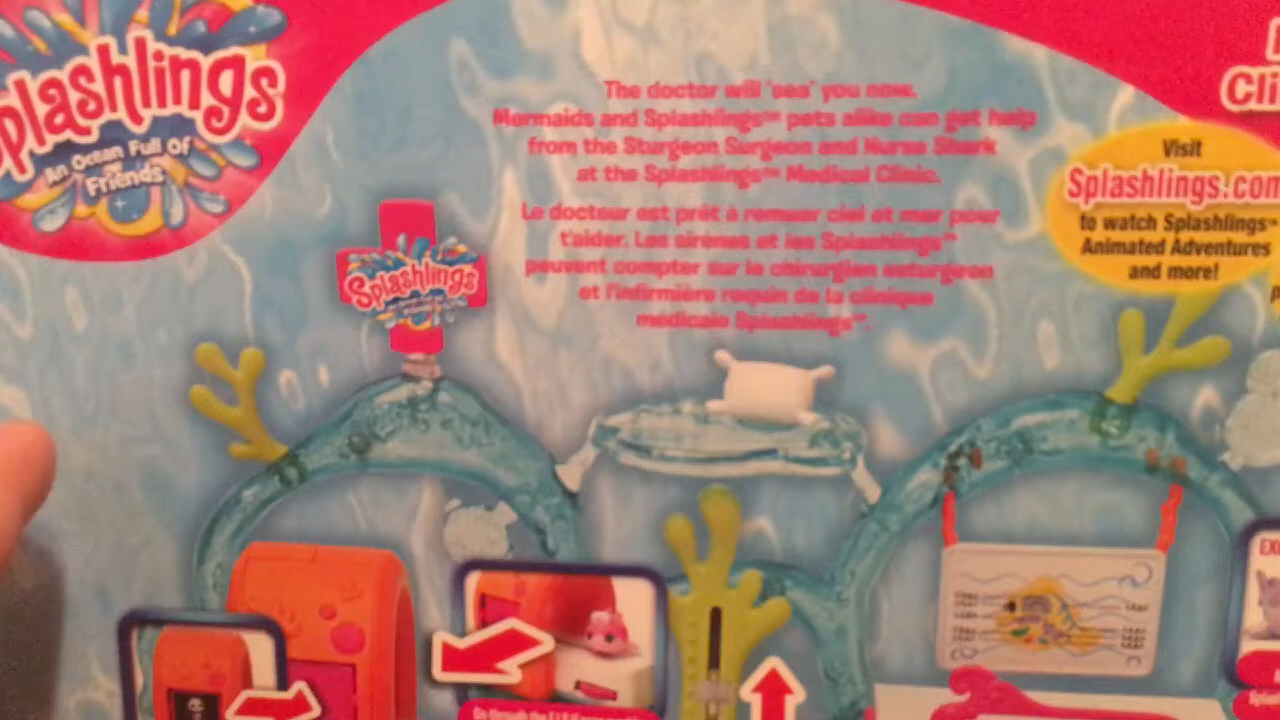 Splashlings
An Ocean Full Of
Friends
The doctor will 'sea' you now.
Mermaids and Splashlings™ pets alike can get help
from the Sturgeon Surgeon and Nurse Shark
at the Splashlings™ Medical Clinic.
Le docteur est prêt à remuer ciel et mer pour
t'aider. Les sirènes et les Splashlings™
peuvent compter sur le chirurgien esturgeon
et l'infirmière requin de la clinique
médicale Splashlings™.
Cli
Visit
Splashlings.com
to watch Splashlings™
Animated Adventures
and more!
Splashlings
EX